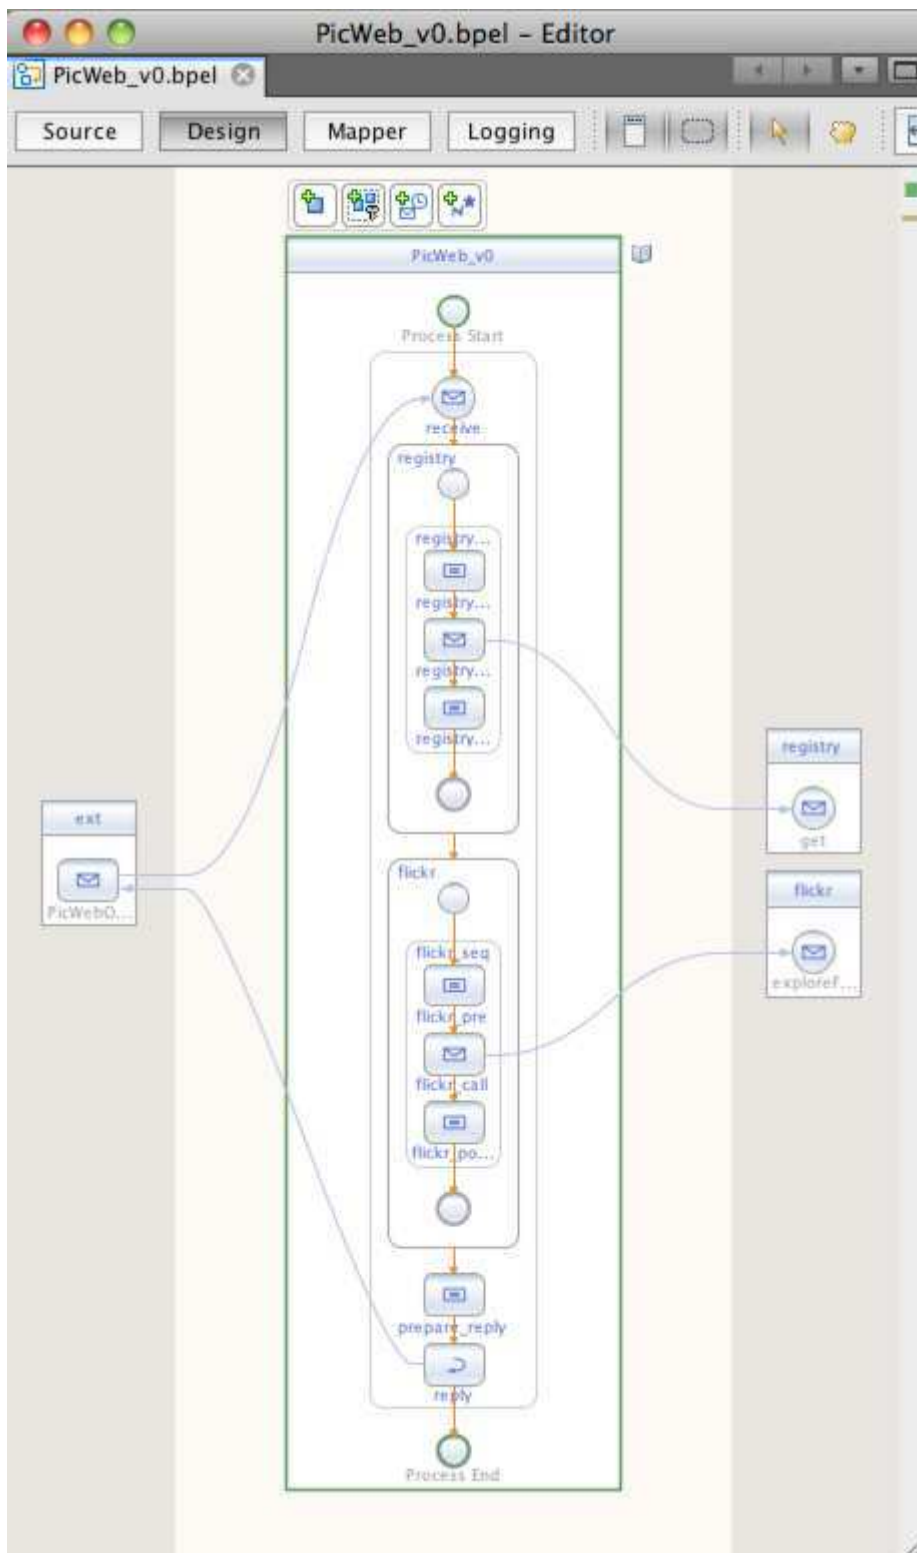 PicWeb_v0.bpel – Editor
PicWeb_v0.bpel
Source Design Mapper Logging
PicWeb_v0
Process Start
receive
registry
registry...
registry...
registry...
registry...
registry
get
ext
PicWebO...
flickr
flickr_seq
flickr_pre
flickr_call
flickr_po...
flickr
exploreF...
prepare_reply
reply
Process End